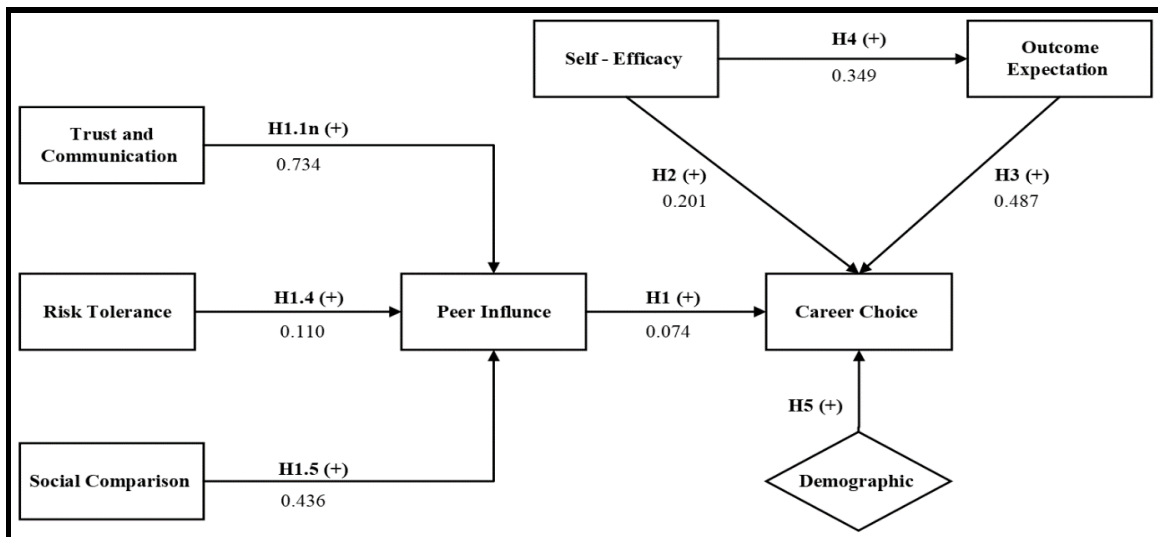 Self - Efficacy
H4 (+)
0.349
Outcome
Expectation
Trust and
Communication
H1.1n (+)
0.734
H2 (+)
0.201
H3 (+)
0.487
Risk Tolerance
H1.4 (+)
0.110
Peer Influnce
H1 (+)
0.074
Career Choice
H5 (+)
Social Comparison
H1.5 (+)
0.436
Demographic